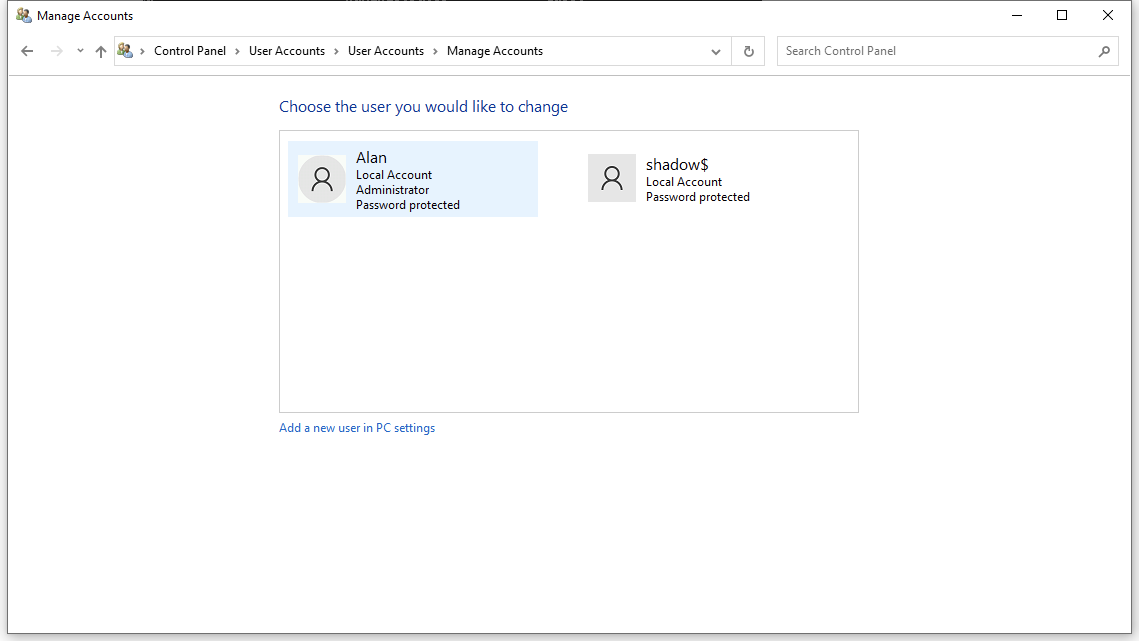 Manage Accounts
Control Panel > User Accounts > User Accounts > Manage Accounts
Search Control Panel
Choose the user you would like to change
Alan
Local Account
Administrator
Password protected
shadow$
Local Account
Password protected
Add a new user in PC settings